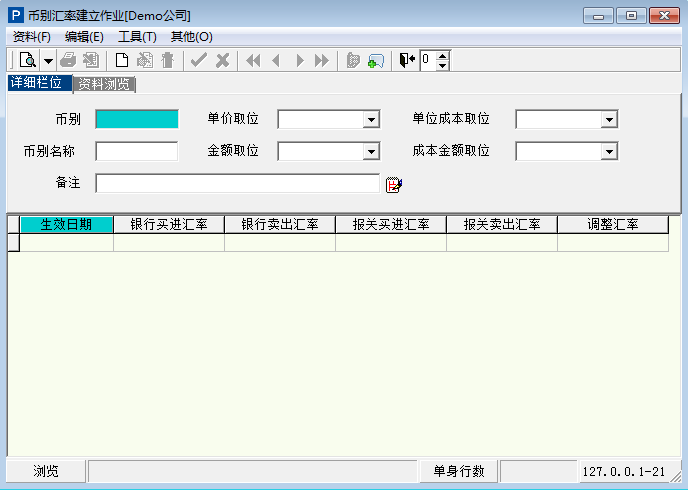 币别汇率建立作业[Demo公司]
资料(F) 编辑(E) 工具(T) 其他(O)
0
详细栏位 资料浏览
币别 单价取位 单位成本取位
币别名称 金额取位 成本金额取位
备注
生效日期 银行买进汇率 银行卖出汇率 报关买进汇率 报关卖出汇率 调整汇率
浏览 单身行数 127.0.0.1-21